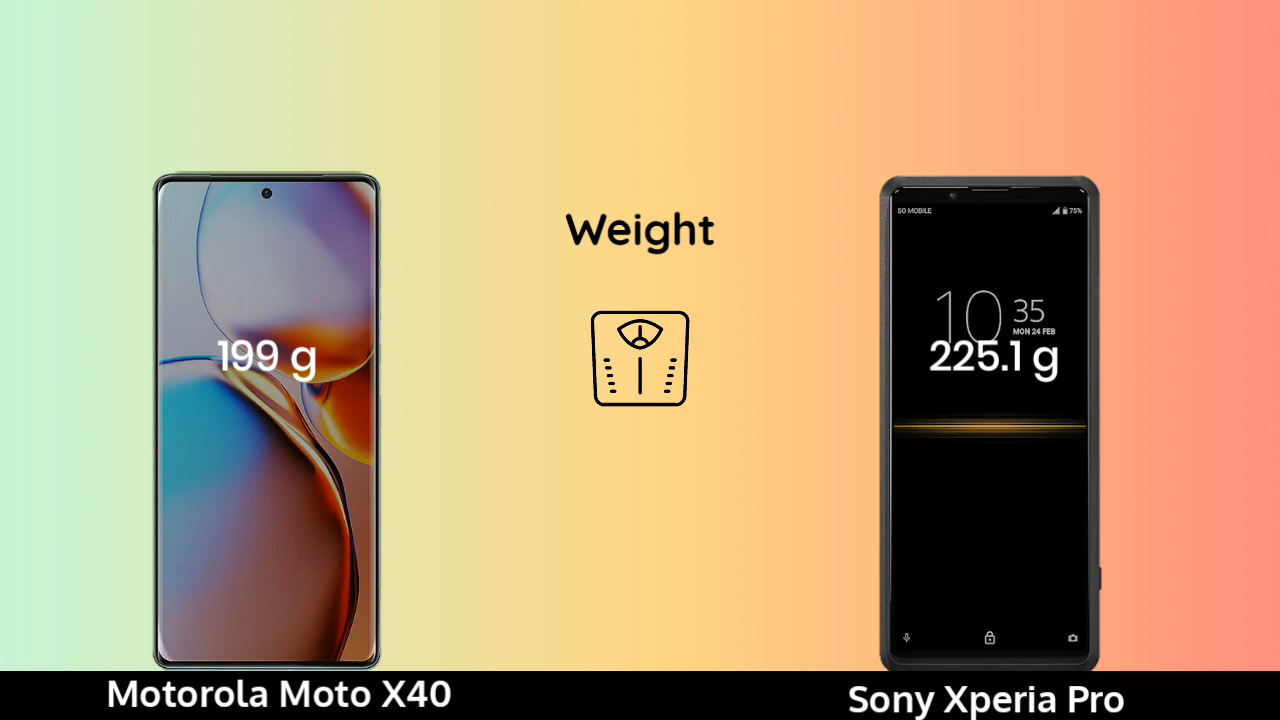 Weight
199 g
SO MOBILE
75%
10 35
MON 24 FEB
225.1 g
Motorola Moto X40
Sony Xperia Pro